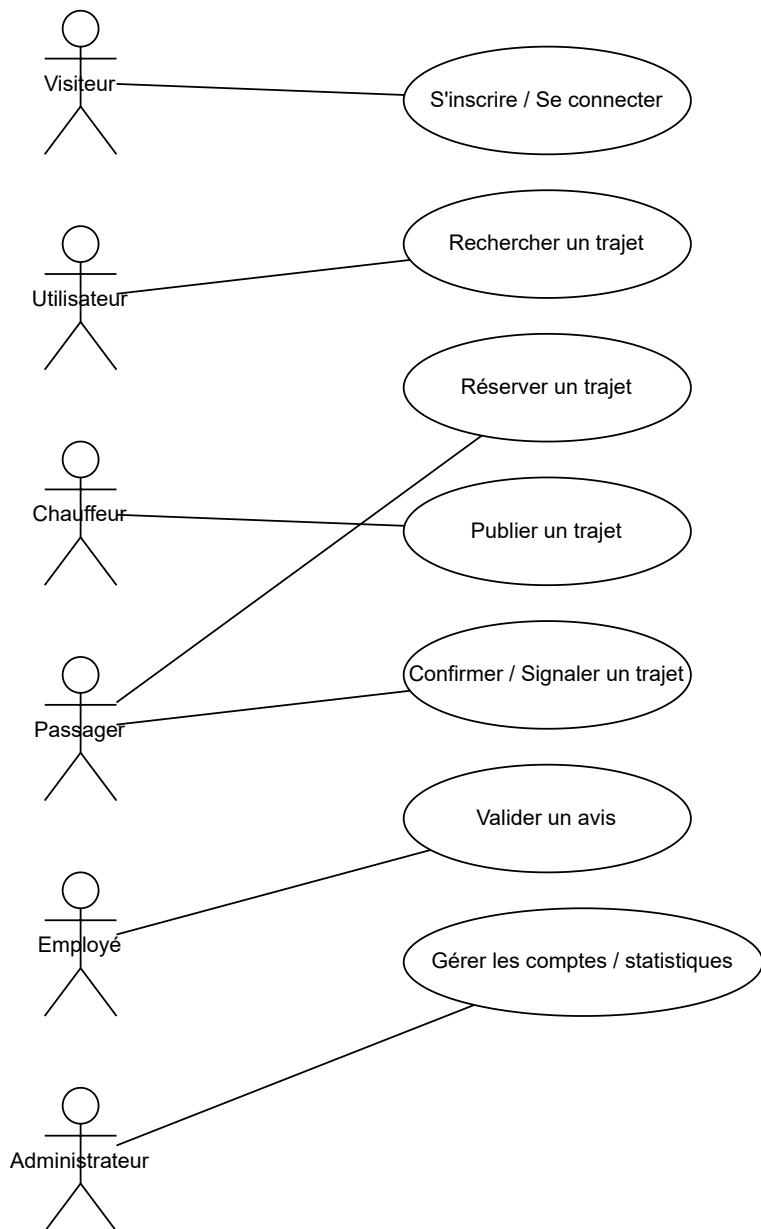 Visiteur
S'inscrire / Se connecter
Rechercher un trajet
Utilisateur
Réserver un trajet
Chauffeur
Publier un trajet
Confirmer / Signaler un trajet
Passager
Valider un avis
Employé
Gérer les comptes / statistiques
Administrateur